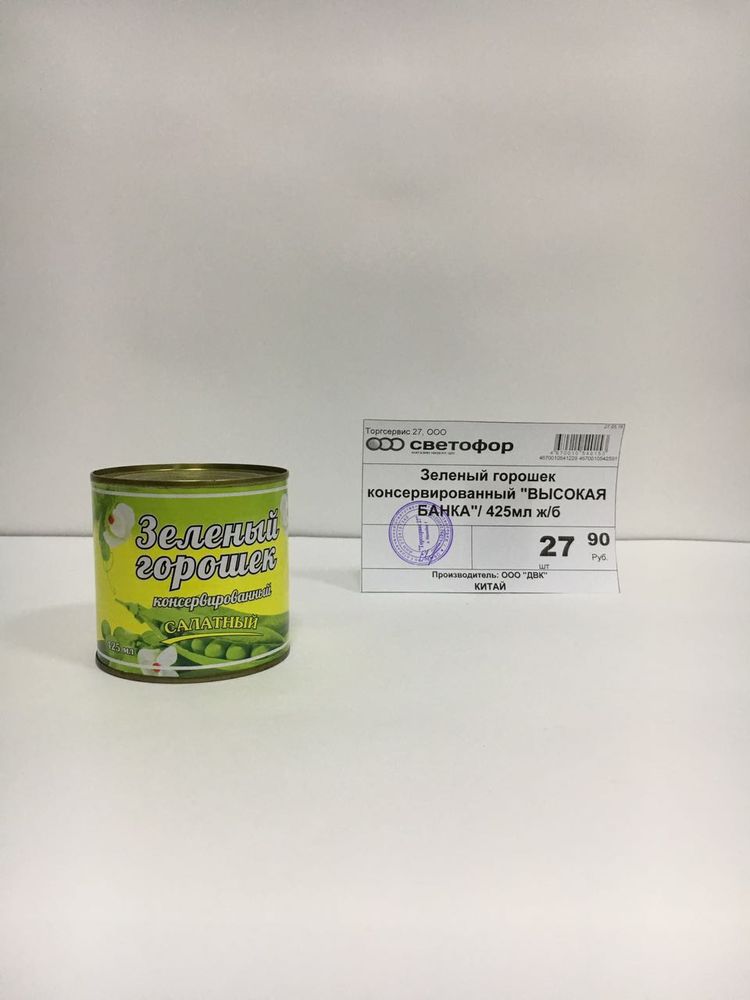 Зеленый
горошек
консервированный
САЛАТНЫЙ
425 мл
Торгсервис 27, ООО
светофор
Зеленый горошек
консервированный "ВЫСОКАЯ
БАНКА"/ 425мл ж/б
27 90
Руб.
шт
Производитель: ООО "ДВК"
КИТАЙ